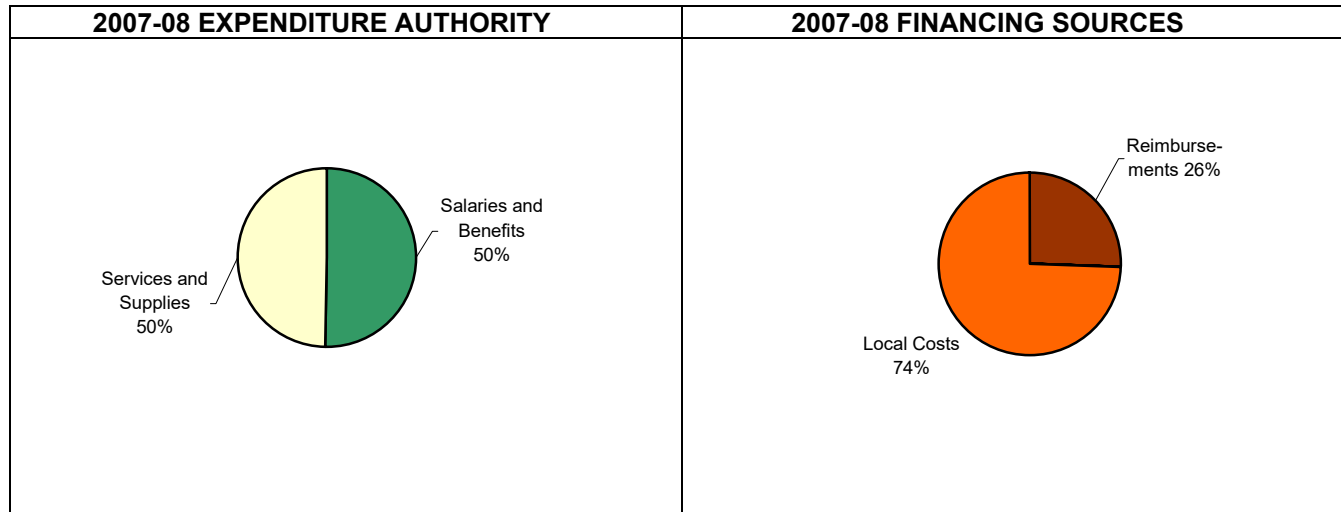 2007-08 EXPENDITURE AUTHORITY
Salaries and
Benefits
50%
Services and
Supplies
50%
2007-08 FINANCING SOURCES
Reimburse-
ments 26%
Local Costs
74%